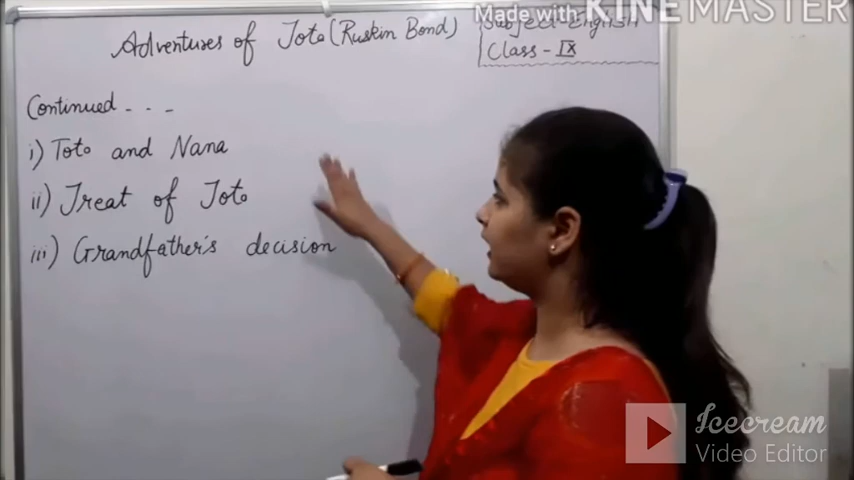 Made with KINEMASTER
Adventures of Toto (Ruskin Bond)
Subject-English
Class - IX
Continued . . .
i) Toto and Nana
ii) Treat of Toto
iii) Grandfather's decision
Icecream
Video Editor